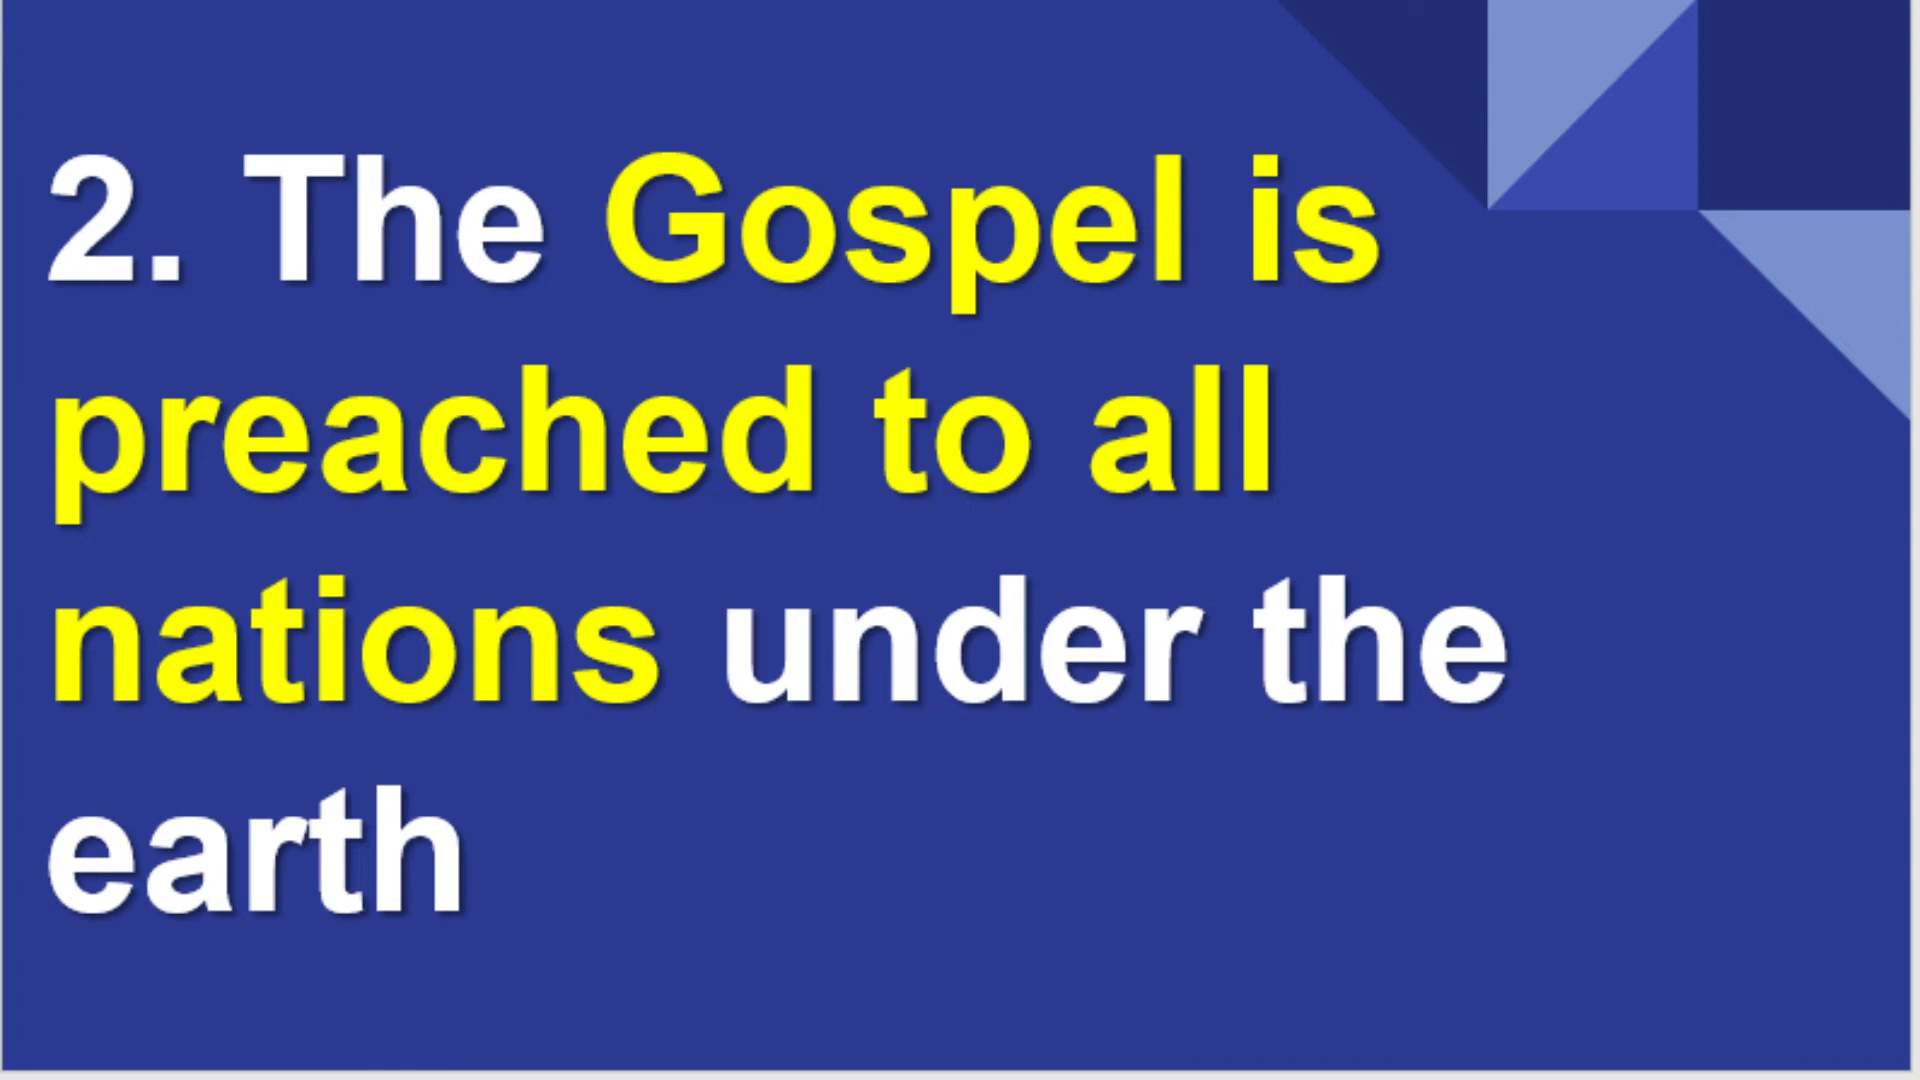 2. The Gospel is
preached to all
nations under the
earth